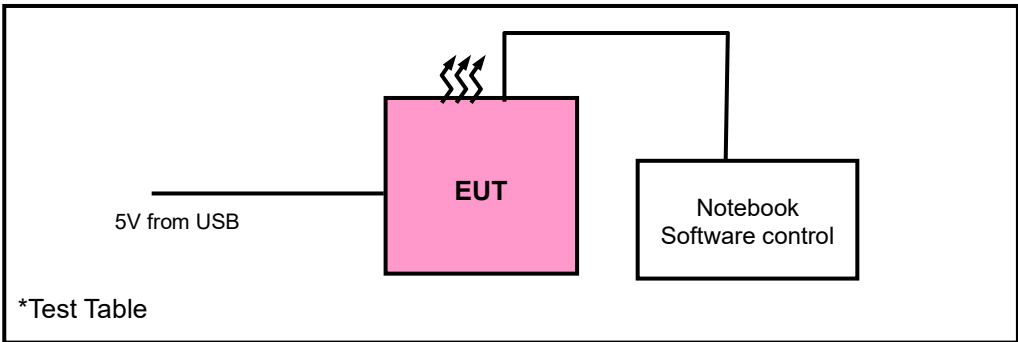 EUT
5V from USB
Notebook
Software control
*Test Table